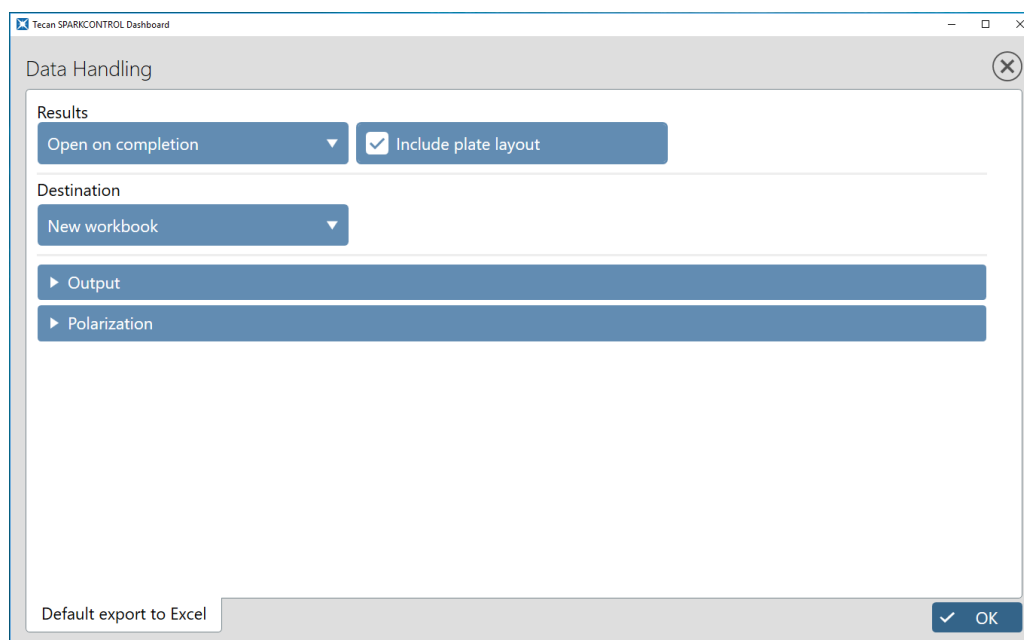 Tecan SPARKCONTROL Dashboard
Data Handling
Results
Open on completion
Include plate layout
Destination
New workbook
Output
Polarization
Default export to Excel
OK